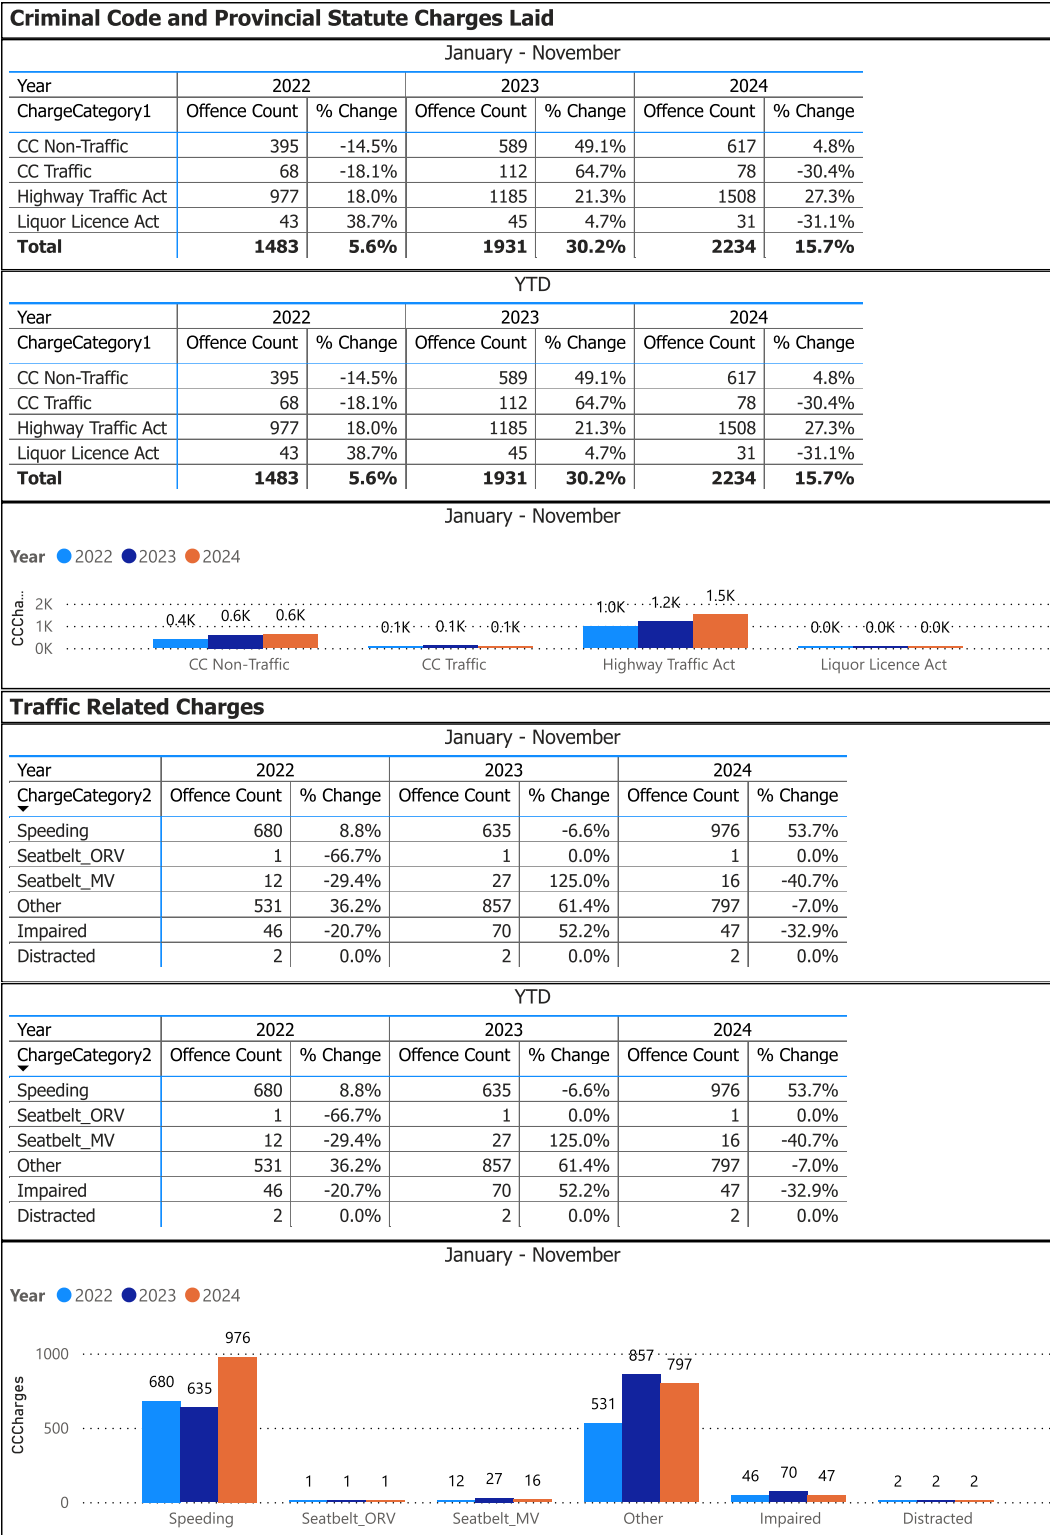 Criminal Code and Provincial Statute Charges Laid
January - November
Year 2022 2023 2024
ChargeCategory1 Offence Count % Change Offence Count % Change Offence Count % Change
CC Non-Traffic 395 -14.5% 589 49.1% 617 4.8%
CC Traffic 68 -18.1% 112 64.7% 78 -30.4%
Highway Traffic Act 977 18.0% 1185 21.3% 1508 27.3%
Liquor Licence Act 43 38.7% 45 4.7% 31 -31.1%
Total 1483 5.6% 1931 30.2% 2234 15.7%
YTD
Year 2022 2023 2024
ChargeCategory1 Offence Count % Change Offence Count % Change Offence Count % Change
CC Non-Traffic 395 -14.5% 589 49.1% 617 4.8%
CC Traffic 68 -18.1% 112 64.7% 78 -30.4%
Highway Traffic Act 977 18.0% 1185 21.3% 1508 27.3%
Liquor Licence Act 43 38.7% 45 4.7% 31 -31.1%
Total 1483 5.6% 1931 30.2% 2234 15.7%
January - November
Year 2022 2023 2024
CCCha...
2K
1K
0K
0.4K 0.6K 0.6K 0.1K 0.1K 0.1K 1.0K 1.2K 1.5K 0.0K 0.0K 0.0K
CC Non-Traffic CC Traffic Highway Traffic Act Liquor Licence Act
Traffic Related Charges
January - November
Year 2022 2023 2024
ChargeCategory2 Offence Count % Change Offence Count % Change Offence Count % Change
Speeding 680 8.8% 635 -6.6% 976 53.7%
Seatbelt_ORV 1 -66.7% 1 0.0% 1 0.0%
Seatbelt_MV 12 -29.4% 27 125.0% 16 -40.7%
Other 531 36.2% 857 61.4% 797 -7.0%
Impaired 46 -20.7% 70 52.2% 47 -32.9%
Distracted 2 0.0% 2 0.0% 2 0.0%
YTD
Year 2022 2023 2024
ChargeCategory2 Offence Count % Change Offence Count % Change Offence Count % Change
Speeding 680 8.8% 635 -6.6% 976 53.7%
Seatbelt_ORV 1 -66.7% 1 0.0% 1 0.0%
Seatbelt_MV 12 -29.4% 27 125.0% 16 -40.7%
Other 531 36.2% 857 61.4% 797 -7.0%
Impaired 46 -20.7% 70 52.2% 47 -32.9%
Distracted 2 0.0% 2 0.0% 2 0.0%
January - November
Year 2022 2023 2024
CCCharges
1000
500
0
680 635 976 1 1 1 12 27 16 531 857 797 46 70 47 2 2 2
Speeding Seatbelt_ORV Seatbelt_MV Other Impaired Distracted